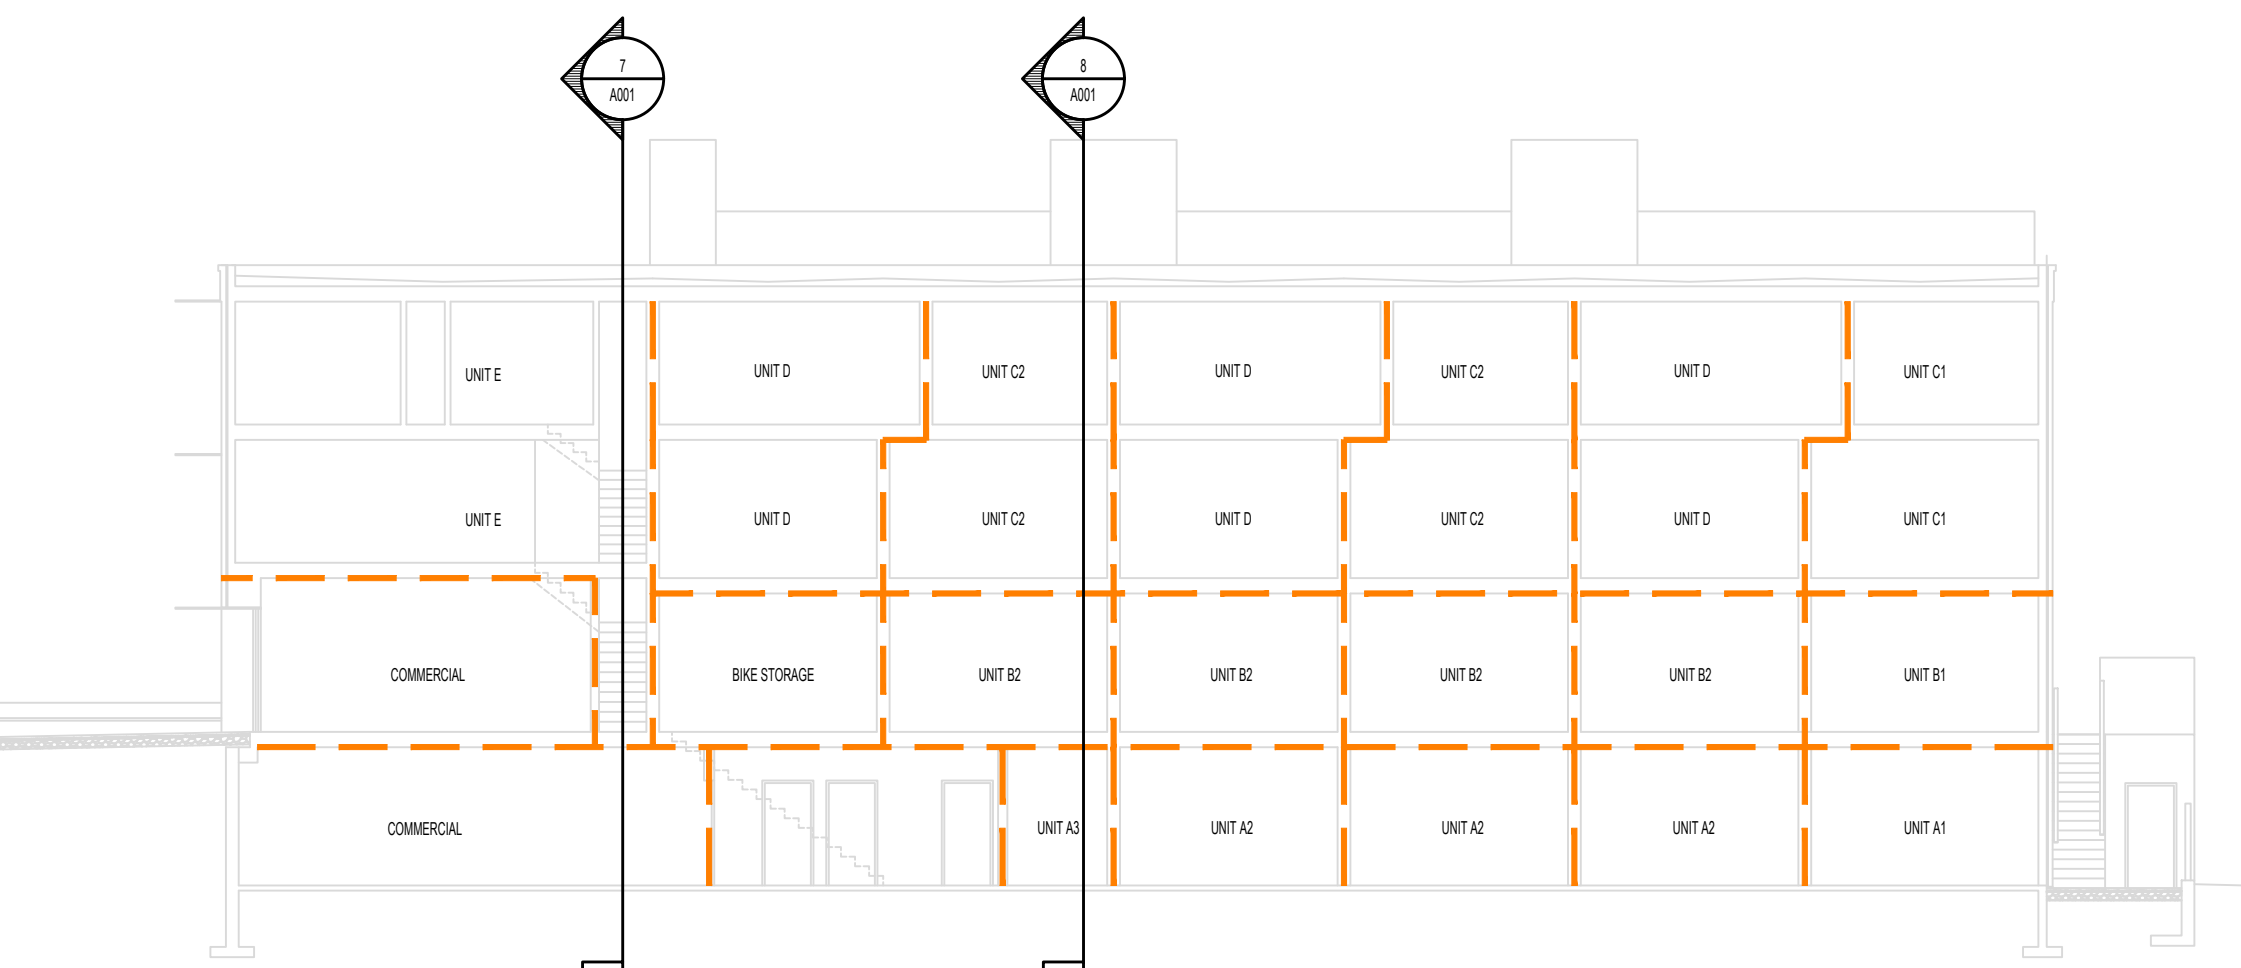 7
A001
8
A001
UNIT E
UNIT D
UNIT C2
UNIT D
UNIT C2
UNIT D
UNIT C1
UNIT E
UNIT D
UNIT C2
UNIT D
UNIT C2
UNIT D
UNIT C1
COMMERCIAL
BIKE STORAGE
UNIT B2
UNIT B2
UNIT B2
UNIT B2
UNIT B1
COMMERCIAL
UNIT A3
UNIT A2
UNIT A2
UNIT A2
UNIT A1